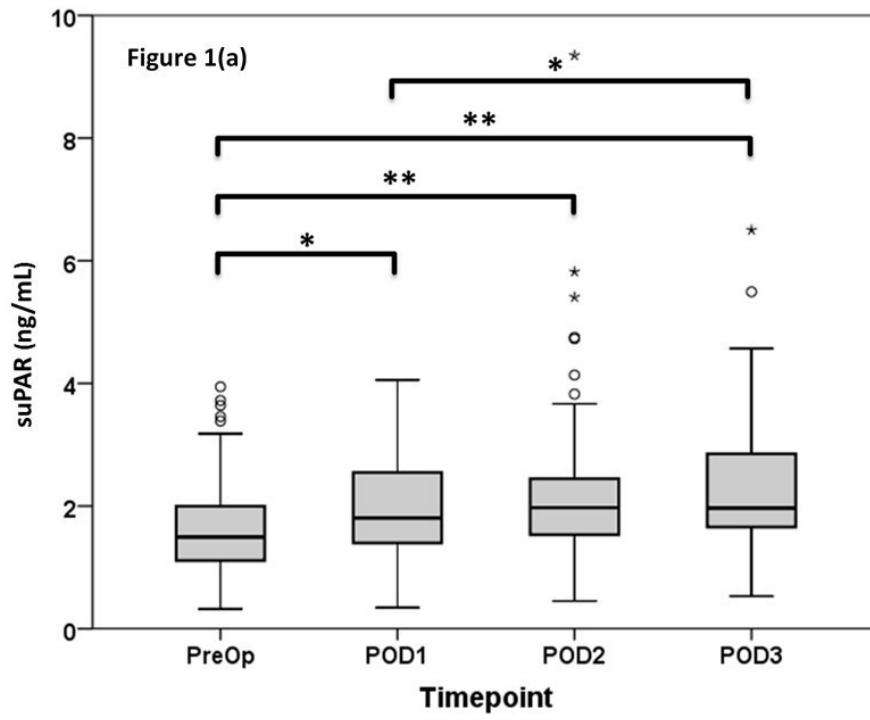 10
Figure 1(a)
*
8
**
**
6
*
4
2
0
suPAR (ng/mL)
PreOp POD1 POD2 POD3
Timepoint